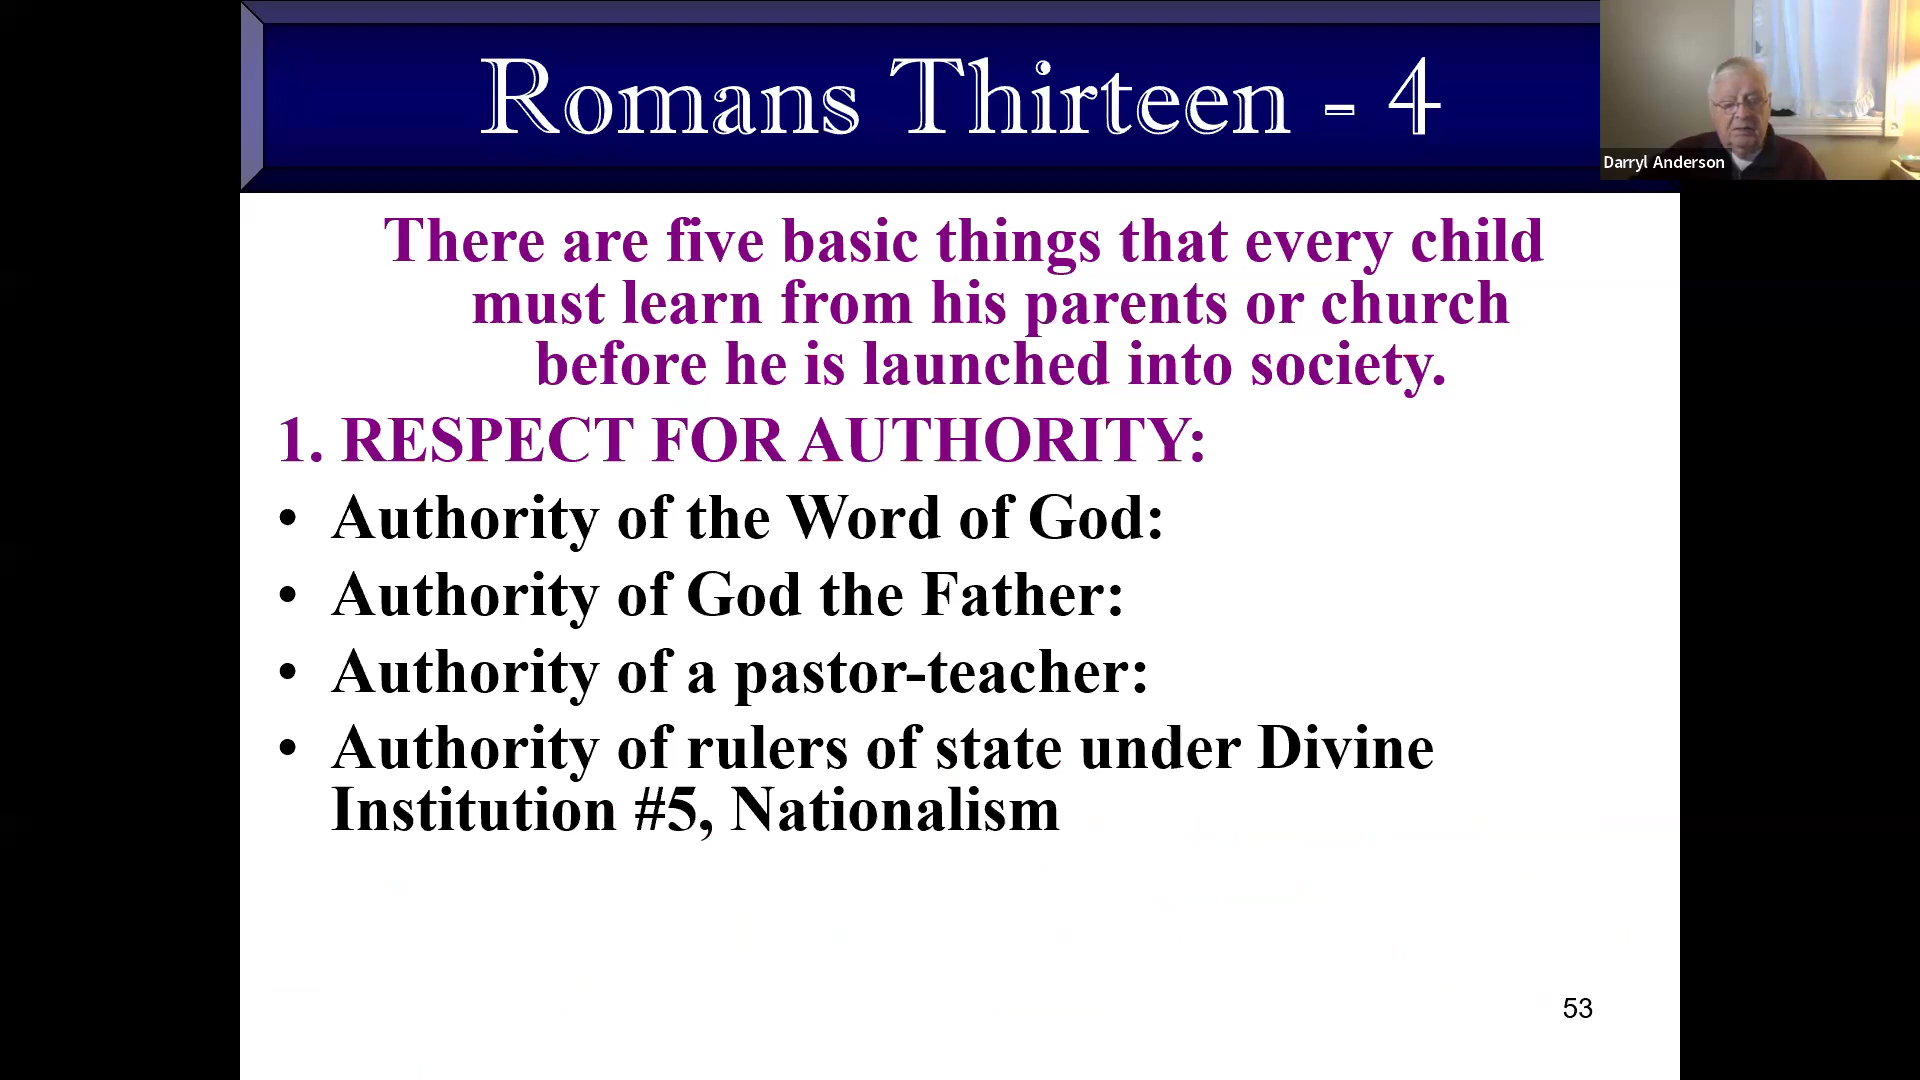 Romans Thirteen - 4
Darryl Anderson
There are five basic things that every child
must learn from his parents or church
before he is launched into society.
1. RESPECT FOR AUTHORITY:
• Authority of the Word of God:
• Authority of God the Father:
• Authority of a pastor-teacher:
• Authority of rulers of state under Divine
Institution #5, Nationalism
53